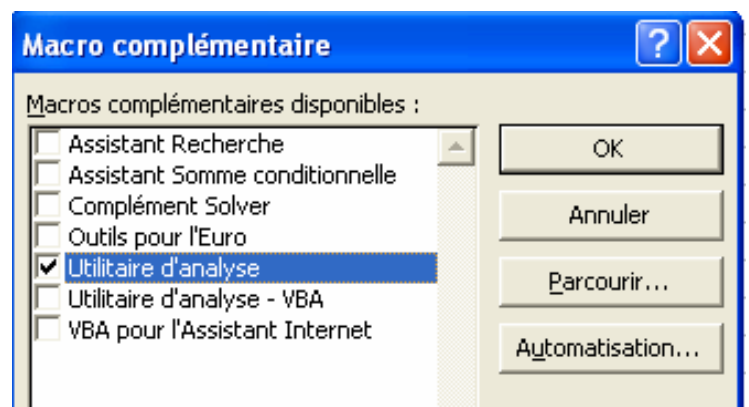 Macro complémentaire
Macros complémentaires disponibles :
Assistant Recherche
Assistant Somme conditionnelle
Complément Solver
Outils pour l'Euro
Utilitaire d'analyse
Utilitaire d'analyse - VBA
VBA pour l'Assistant Internet
OK
Annuler
Parcourir...
Automatisation...